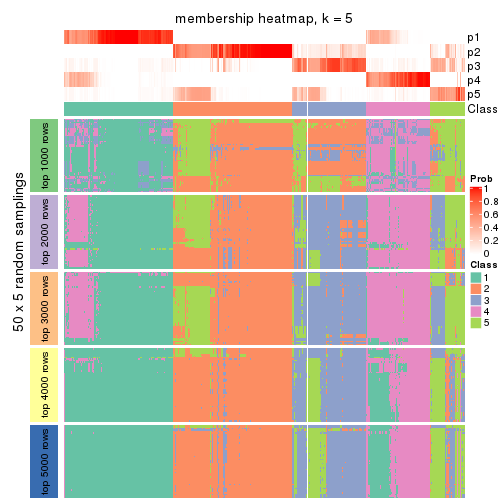 membership heatmap, k = 5
p1
p2
p3
p4
p5
Class
50 x 5 random samplings
top 1000 rows
top 2000 rows
top 3000 rows
top 4000 rows
top 5000 rows
Prob
1
0.8
0.6
0.4
0.2
0
Class
1
2
3
4
5